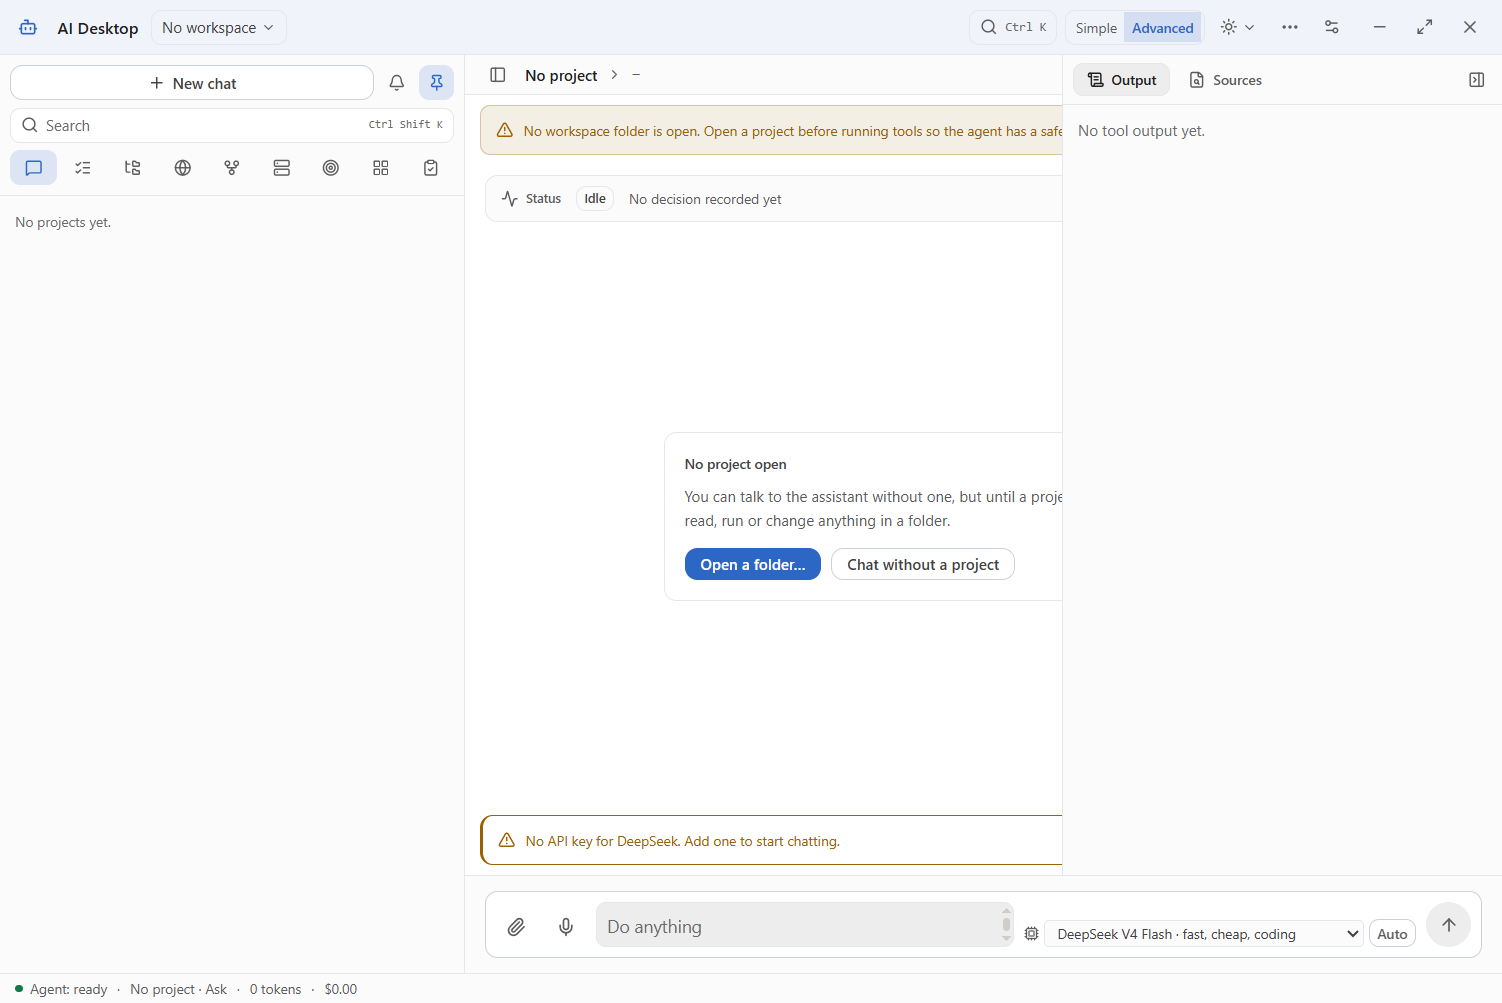 AI Desktop
No workspace
Ctrl K
Simple
Advanced
New chat
Search
Ctrl Shift K
No projects yet.
No project
–
No workspace folder is open. Open a project before running tools so the agent has a safe
Status
Idle
No decision recorded yet
No project open
You can talk to the assistant without one, but until a proje
read, run or change anything in a folder.
Open a folder...
Chat without a project
No API key for DeepSeek. Add one to start chatting.
Do anything
DeepSeek V4 Flash · fast, cheap, coding
Auto
Output
Sources
No tool output yet.
Agent: ready · No project · Ask · 0 tokens · $0.00